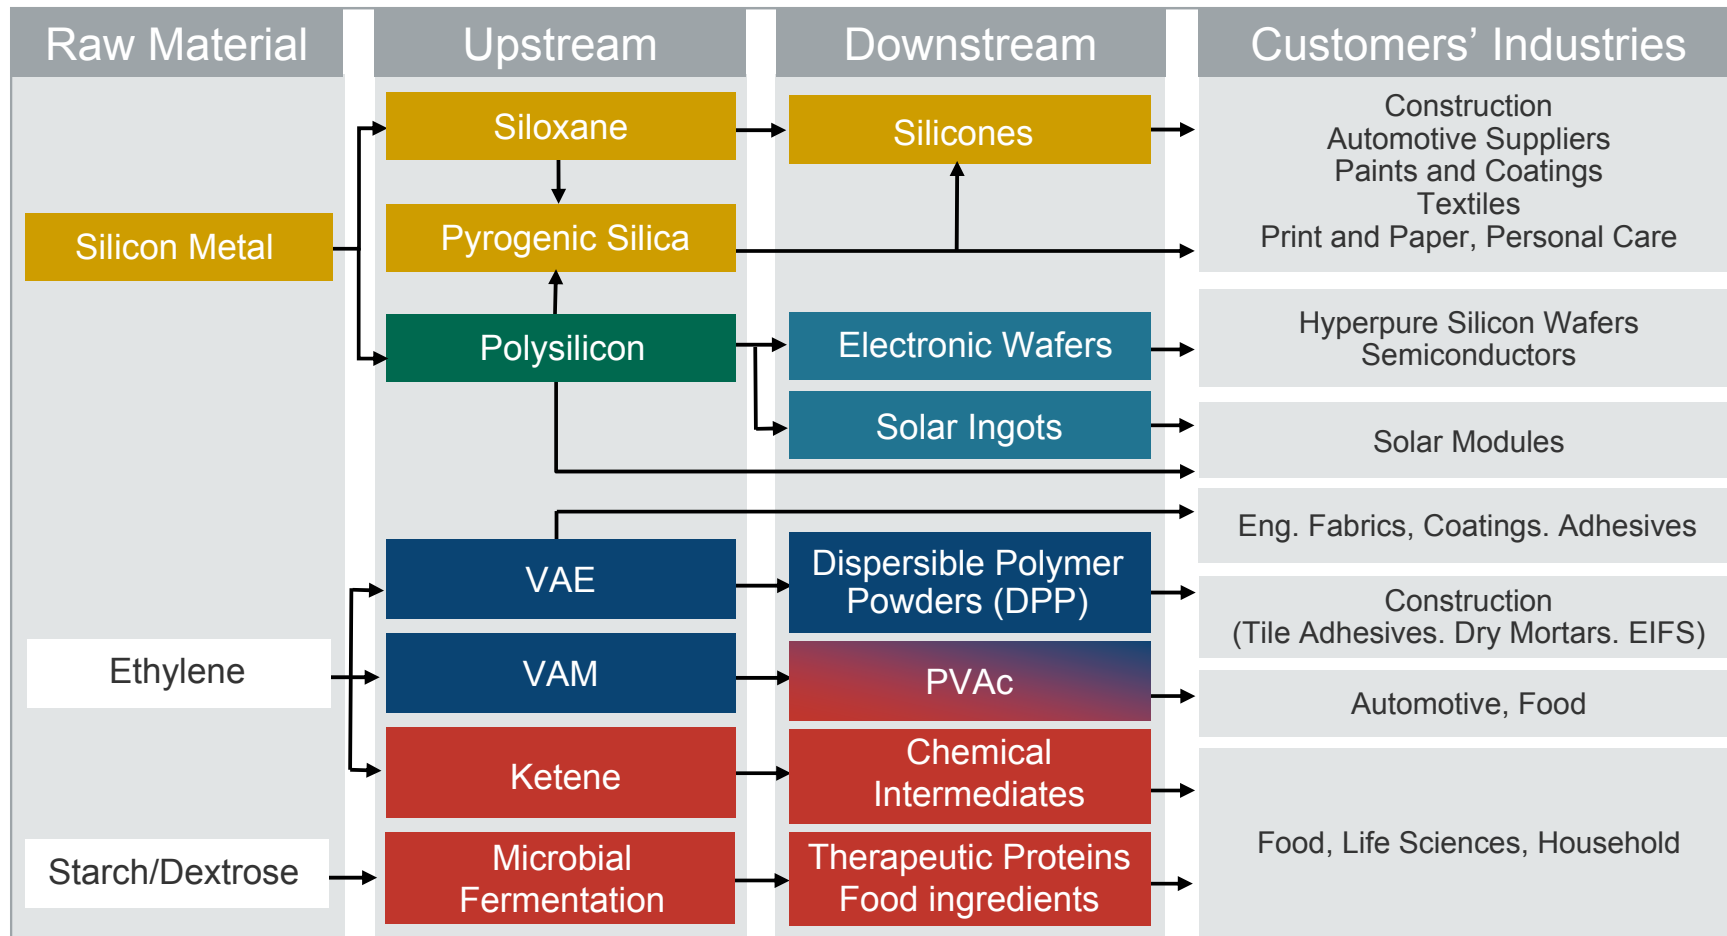 Raw Material
Upstream
Downstream
Customers’ Industries
Silicon Metal
Siloxane
Pyrogenic Silica
Polysilicon
Silicones
Electronic Wafers
Solar Ingots
Construction
Automotive Suppliers
Paints and Coatings
Textiles
Print and Paper, Personal Care
Hyperpure Silicon Wafers
Semiconductors
Solar Modules
Ethylene
VAE
VAM
Ketene
Dispersible Polymer
Powders (DPP)
PVAc
Chemical
Intermediates
Eng. Fabrics, Coatings. Adhesives
Construction
(Tile Adhesives. Dry Mortars. EIFS)
Automotive, Food
Starch/Dextrose
Microbial
Fermentation
Therapeutic Proteins
Food ingredients
Food, Life Sciences, Household